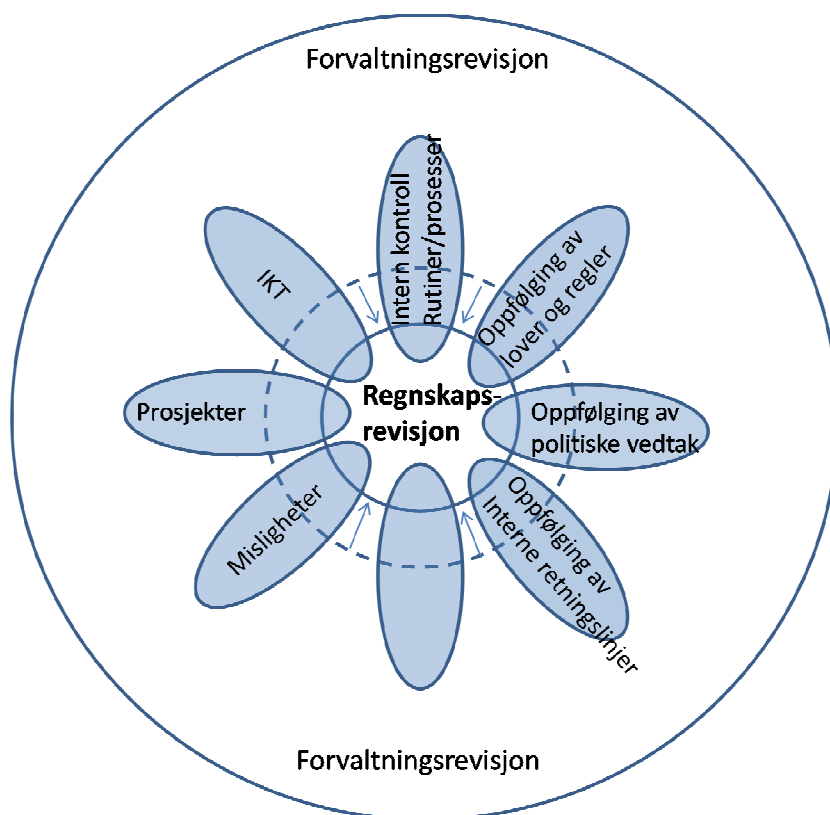 Forvaltningsrevisjon
Intern kontroll
Rutiner/prosesser
IKT
Oppfølging av
lover og regler
Prosjekter
Regnskaps-
revisjon
Oppfølging av
politiske vedtak
Misligheter
Oppfølging av
Interne retningslinjer
Forvaltningsrevisjon